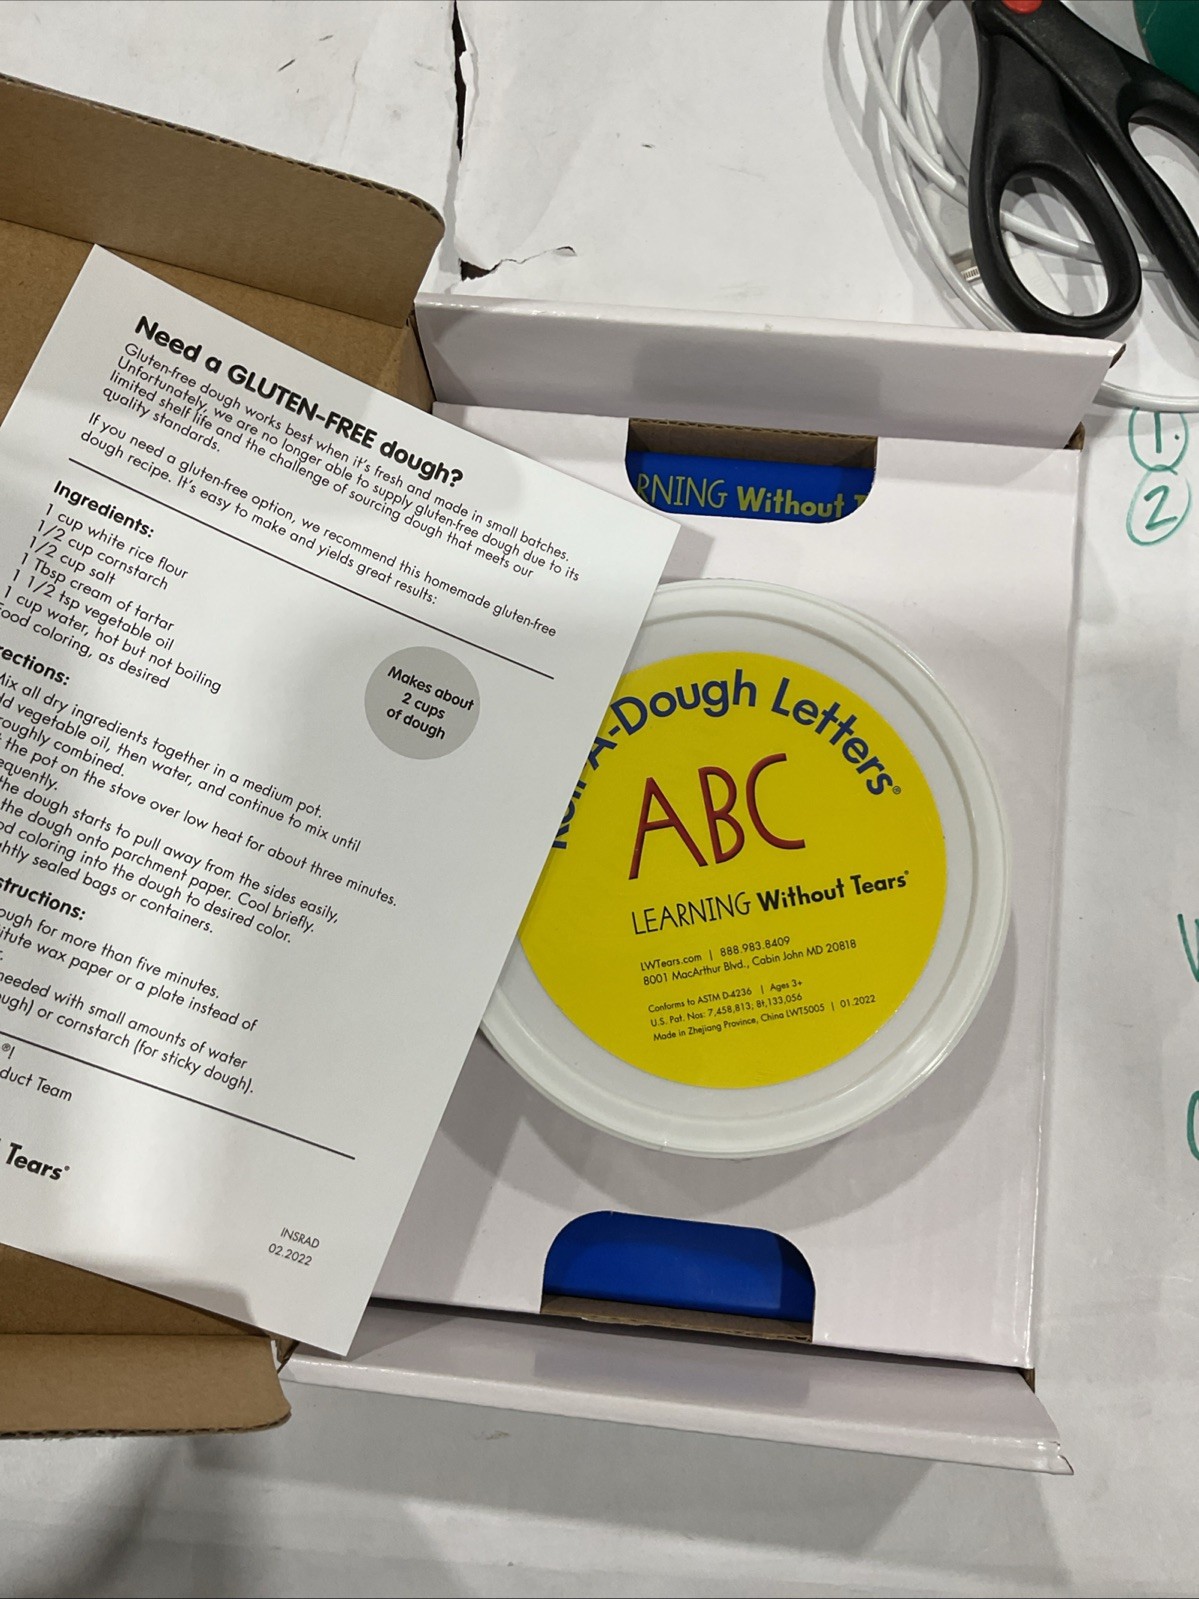 Need a GLUTEN-FREE dough?
Gluten-free dough works best when it's fresh and made in small batches.
Unfortunately, we are no longer able to supply gluten-free dough due to its
limited shelf life and the challenge of sourcing dough that meets our
quality standards.
If you need a gluten-free option, we recommend this homemade gluten-free
dough recipe. It's easy to make and yields great results:
Ingredients:
1 cup white rice flour
1/2 cup cornstarch
1/2 cup salt
1 Tbsp cream of tartar
1 1/2 tsp vegetable oil
1 cup water, hot but not boiling
Food coloring, as desired
Makes about
2 cups
of dough
rections:
Mix all dry ingredients together in a medium pot.
dd vegetable oil, then water, and continue to mix until
roughly combined.
the pot on the stove over low heat for about three minutes.
equently.
the dough starts to pull away from the sides easily,
the dough onto parchment paper. Cool briefly.
od coloring into the dough to desired color.
ghtly sealed bags or containers.
structions:
ough for more than five minutes.
itute wax paper or a plate instead of
needed with small amounts of water
ugh) or cornstarch (for sticky dough).
®!
duct Team
Tears®
INSRAD
02.2022
RNING Without T
A-Dough Letters®
ABC
LEARNING Without Tears®
LWTears.com | 888.983.8409
8001 MacArthur Blvd., Cabin John MD 20818
Conforms to ASTM D-4236 | Ages 3+
U.S. Pat. Nos: 7,458,813; 8,133,056
Made in Zhejiang Province, China LWT5005 | 01.2022
1.
2